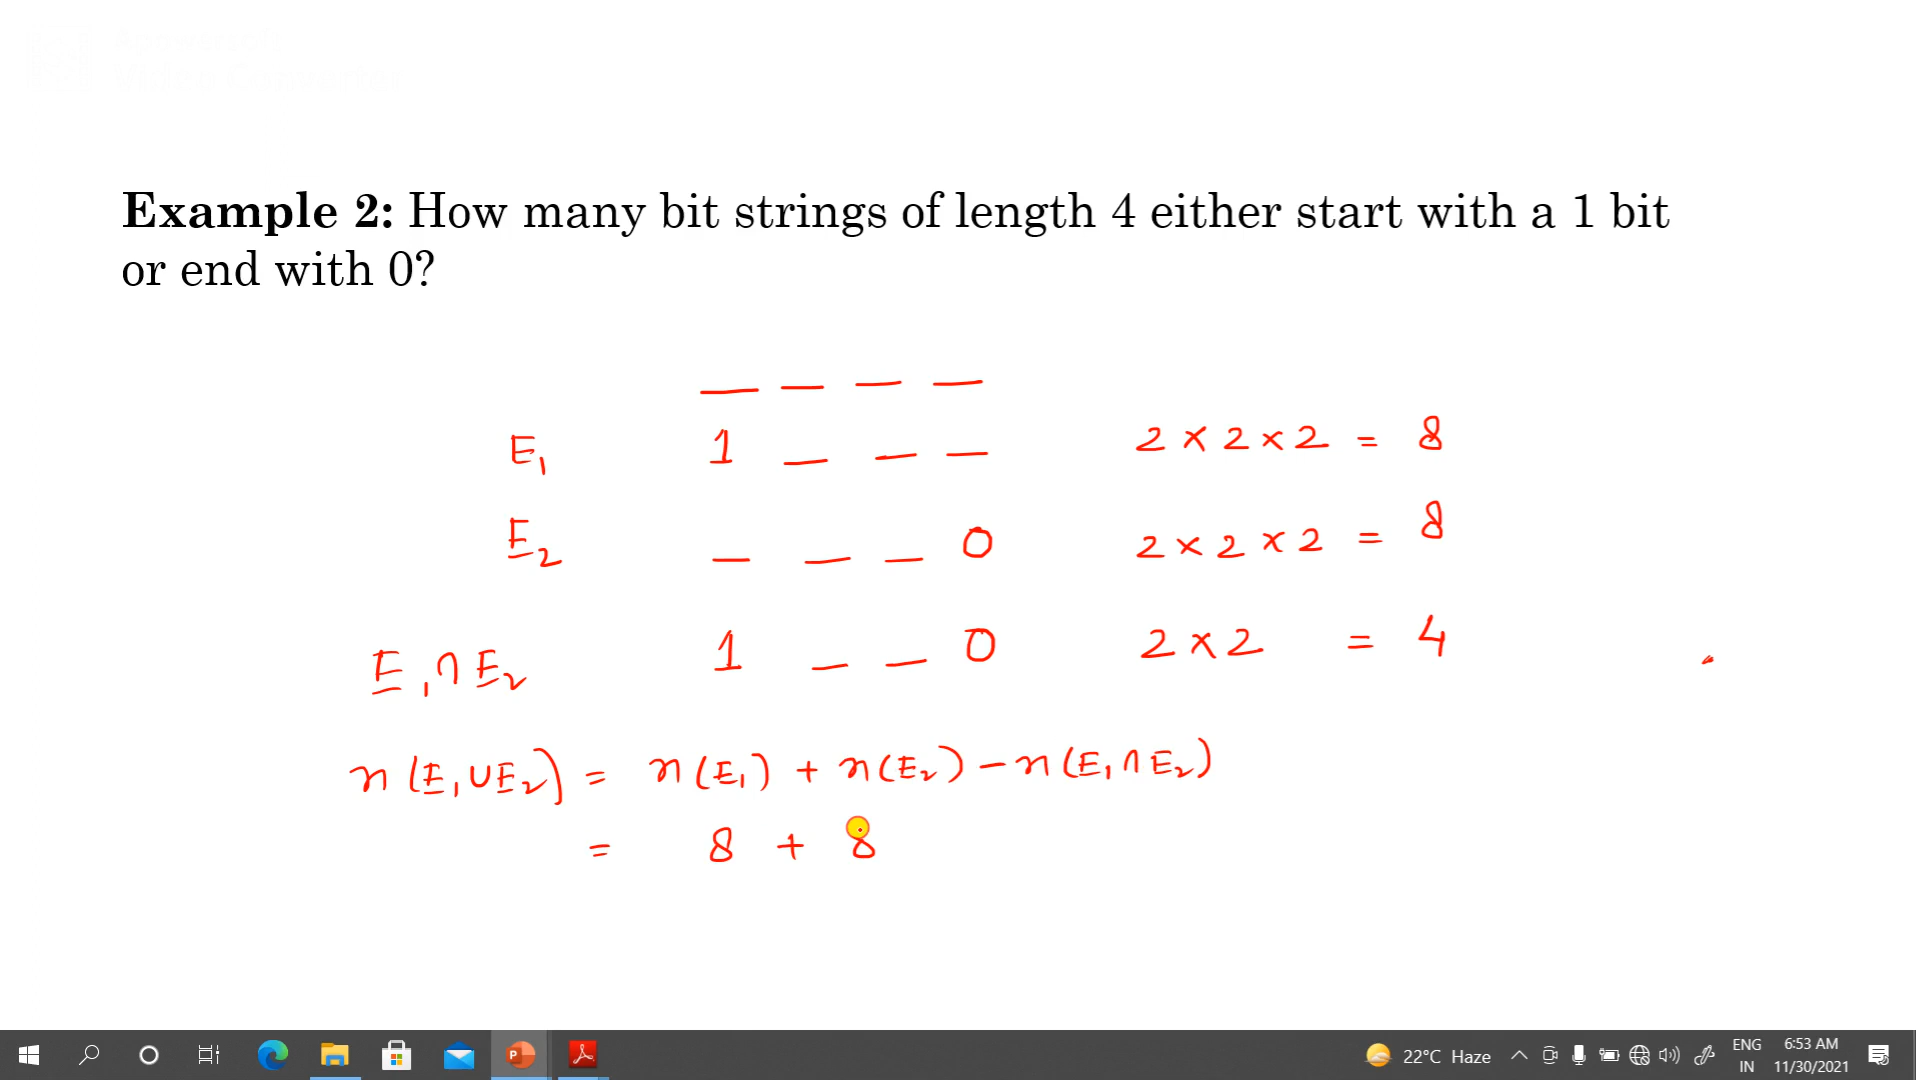 Example 2: How many bit strings of length 4 either start with a 1 bit
or end with 0?
_ _ _ _
E₁ 1 _ _ _ 2 × 2 × 2 = 8
E₂ _ _ _ 0 2 × 2 × 2 = 8
E₁∩E₂ 1 _ _ 0 2 × 2 = 4
n(E₁∪E₂) = n(E₁) + n(E₂) − n(E₁∩E₂)
= 8 + 8
22°C Haze ENG IN 6:53 AM 11/30/2021